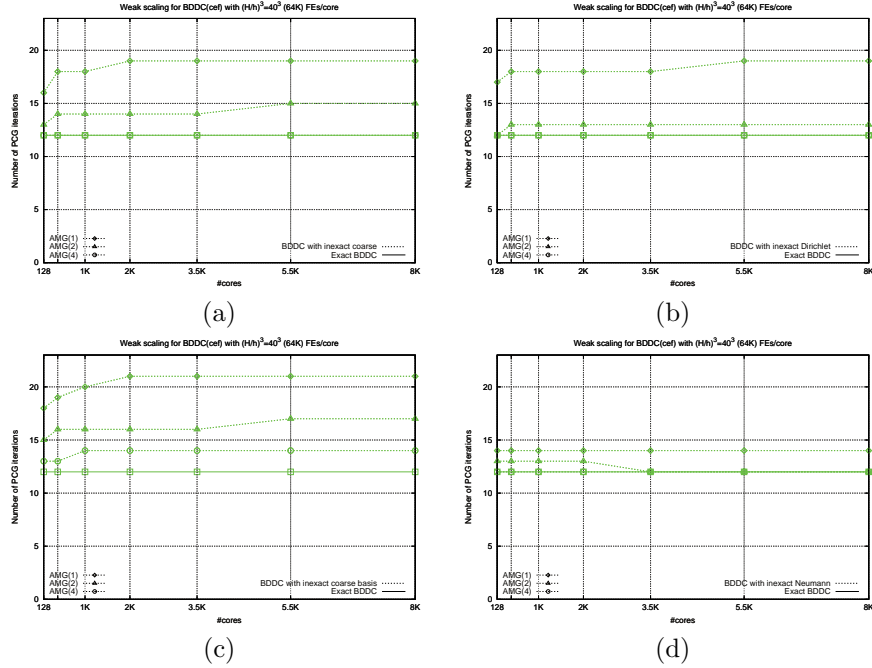 Weak scaling for BDDC(cef) with (H/h)³=40³ (64K) FEs/core
Number of PCG iterations
20
15
10
5
0
AMG(1)
AMG(2)
AMG(4)
BDDC with inexact coarse
Exact BDDC
128 1K 2K 3.5K 5.5K 8K
#cores
(a)
Weak scaling for BDDC(cef) with (H/h)³=40³ (64K) FEs/core
Number of PCG iterations
20
15
10
5
0
AMG(1)
AMG(2)
AMG(4)
BDDC with inexact Dirichlet
Exact BDDC
128 1K 2K 3.5K 5.5K 8K
#cores
(b)
Weak scaling for BDDC(cef) with (H/h)³=40³ (64K) FEs/core
Number of PCG iterations
20
15
10
5
0
AMG(1)
AMG(2)
AMG(4)
BDDC with inexact coarse basis
Exact BDDC
128 1K 2K 3.5K 5.5K 8K
#cores
(c)
Weak scaling for BDDC(cef) with (H/h)³=40³ (64K) FEs/core
Number of PCG iterations
20
15
10
5
0
AMG(1)
AMG(2)
AMG(4)
BDDC with inexact Neumann
Exact BDDC
128 1K 2K 3.5K 5.5K 8K
#cores
(d)